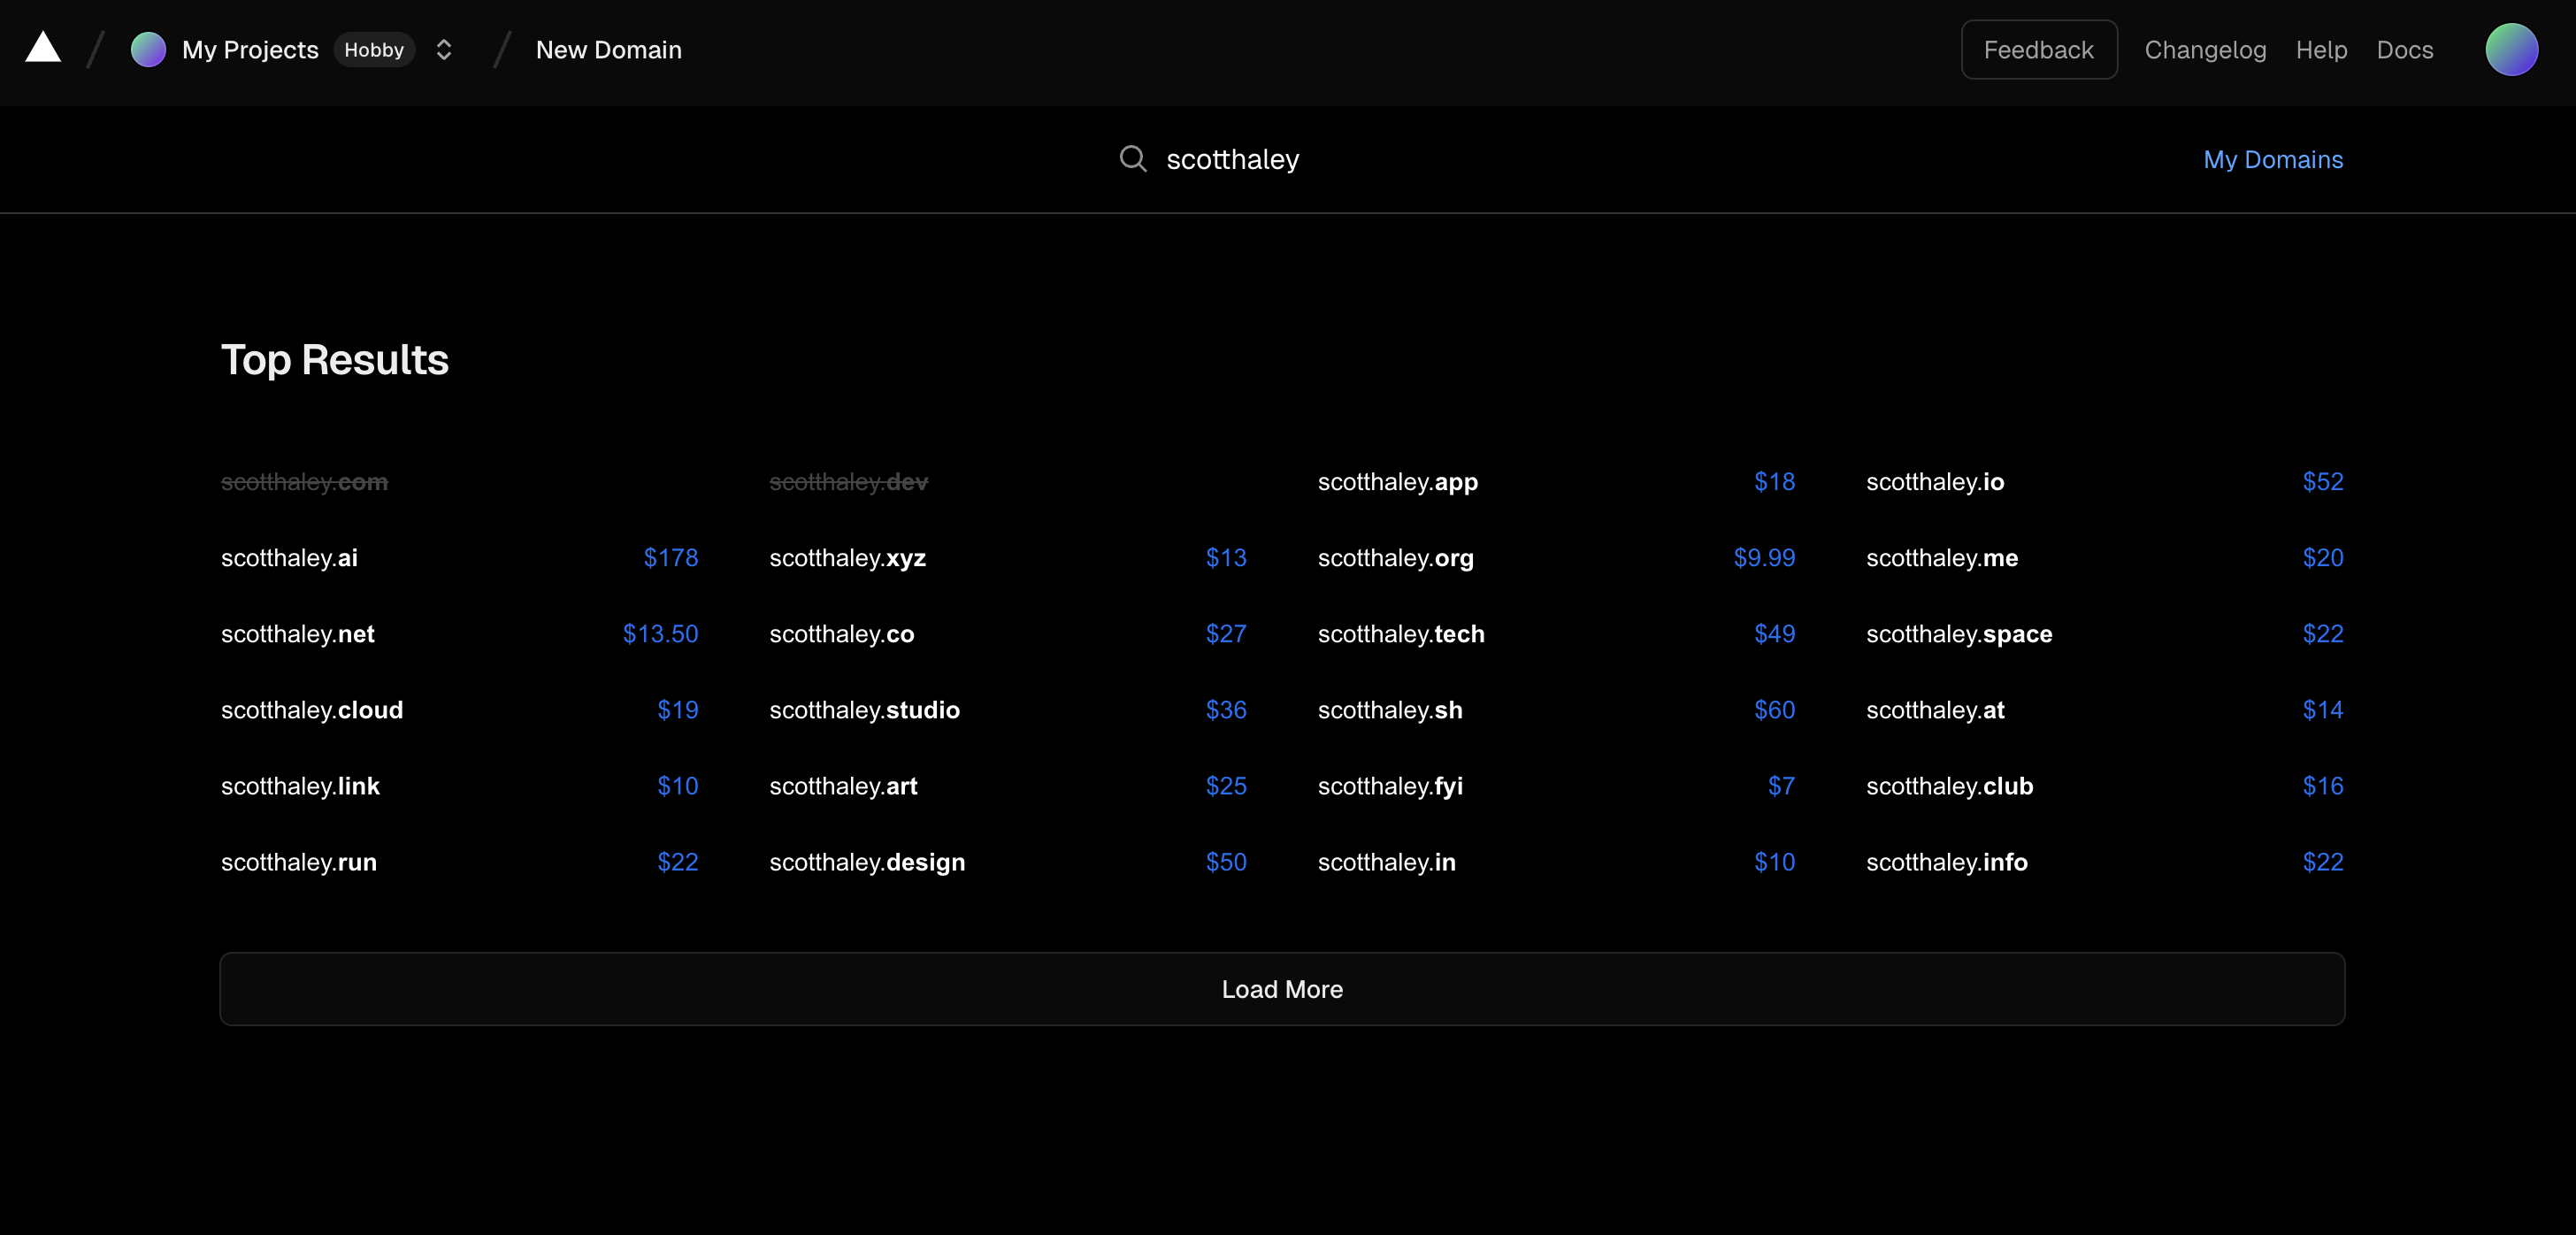 My Projects Hobby New Domain Feedback Changelog Help Docs
scotthaley My Domains
Top Results
scotthaley.com scotthaley.dev scotthaley.app $18 scotthaley.io $52
scotthaley.ai $178 scotthaley.xyz $13 scotthaley.org $9.99 scotthaley.me $20
scotthaley.net $13.50 scotthaley.co $27 scotthaley.tech $49 scotthaley.space $22
scotthaley.cloud $19 scotthaley.studio $36 scotthaley.sh $60 scotthaley.at $14
scotthaley.link $10 scotthaley.art $25 scotthaley.fyi $7 scotthaley.club $16
scotthaley.run $22 scotthaley.design $50 scotthaley.in $10 scotthaley.info $22
Load More